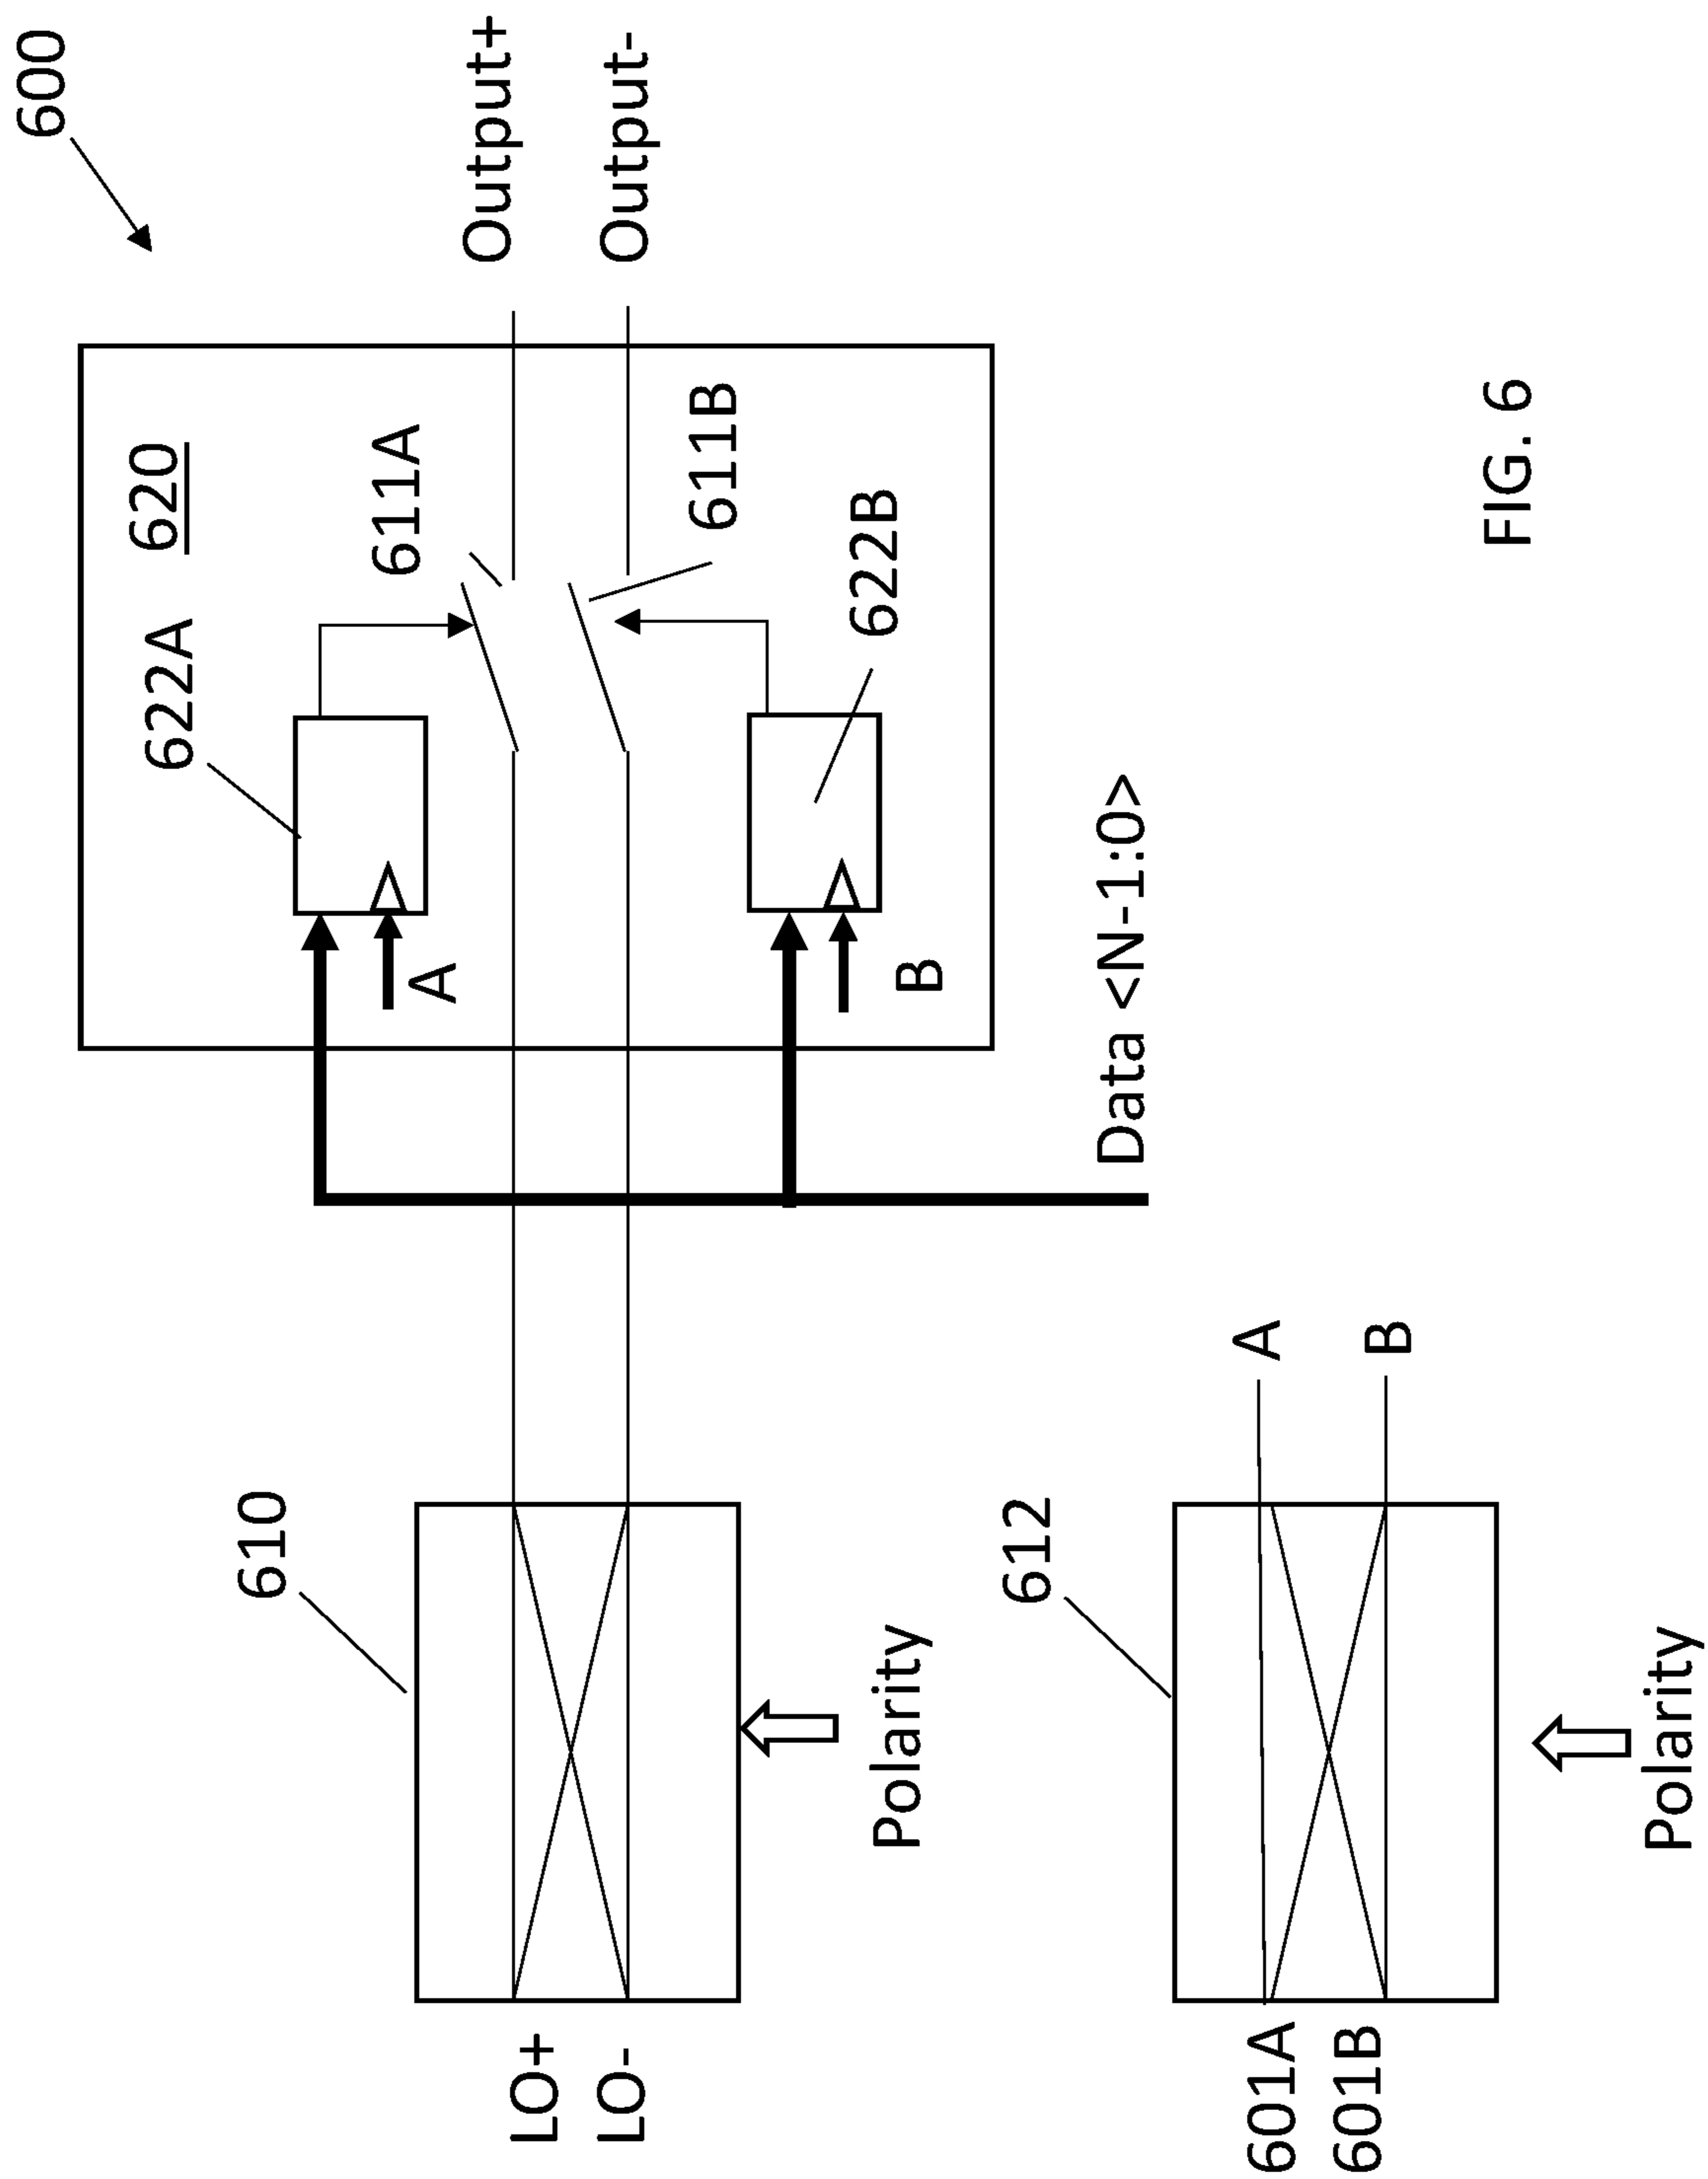 600
620
622A
611A
Output+
Output-
611B
622B
A
B
Data <N-1:0>
610
LO+
LO-
Polarity
612
601A
601B
A
B
Polarity
FIG. 6